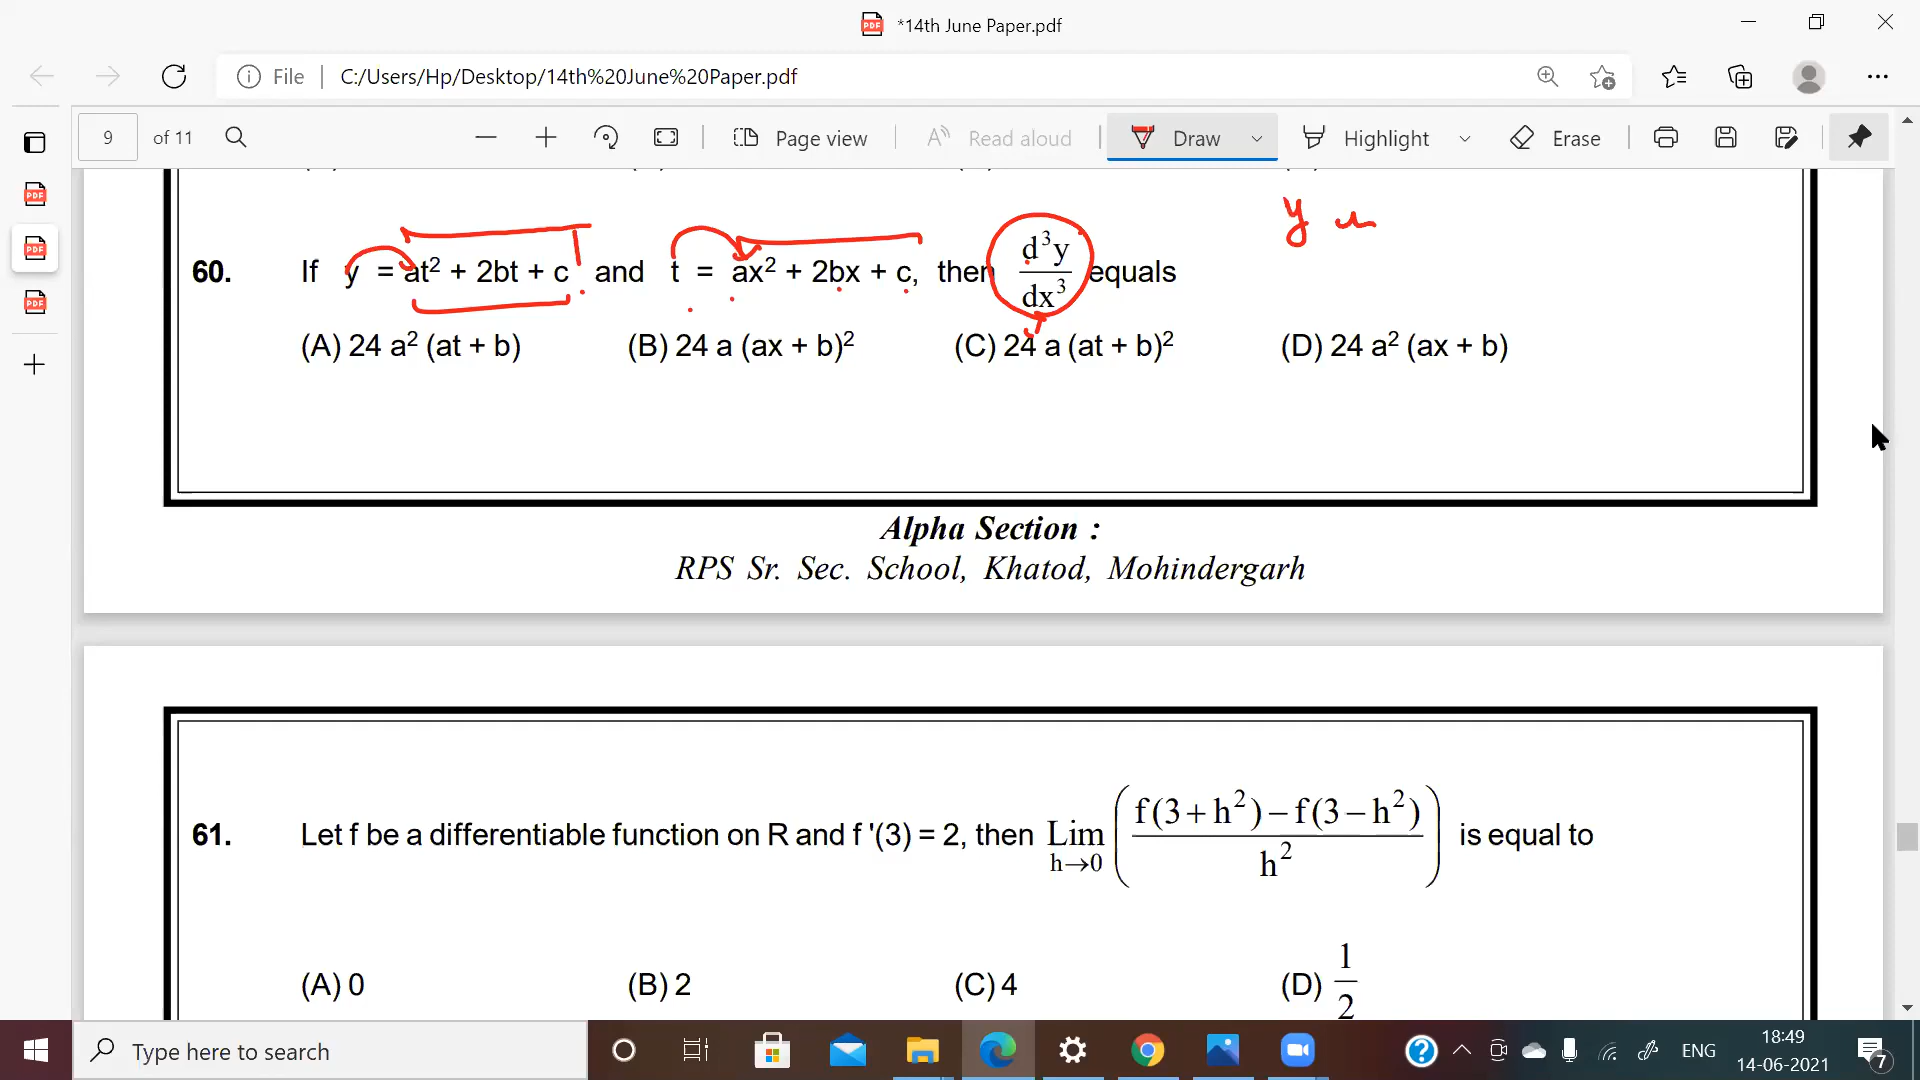 *14th June Paper.pdf
File | C:/Users/Hp/Desktop/14th%20June%20Paper.pdf
9 of 11 Page view Read aloud Draw Highlight Erase
y
60. If y = at² + 2bt + c and t = ax² + 2bx + c, then d³y/dx³ equals
(A) 24 a² (at + b) (B) 24 a (ax + b)² (C) 24 a (at + b)² (D) 24 a² (ax + b)
Alpha Section :
RPS Sr. Sec. School, Khatod, Mohindergarh
61. Let f be a differentiable function on R and f '(3) = 2, then Lim h→0 ( f(3+h²)−f(3−h²) / h² ) is equal to
(A) 0 (B) 2 (C) 4 (D) 1/2
Type here to search ENG 18:49
14-06-2021 7